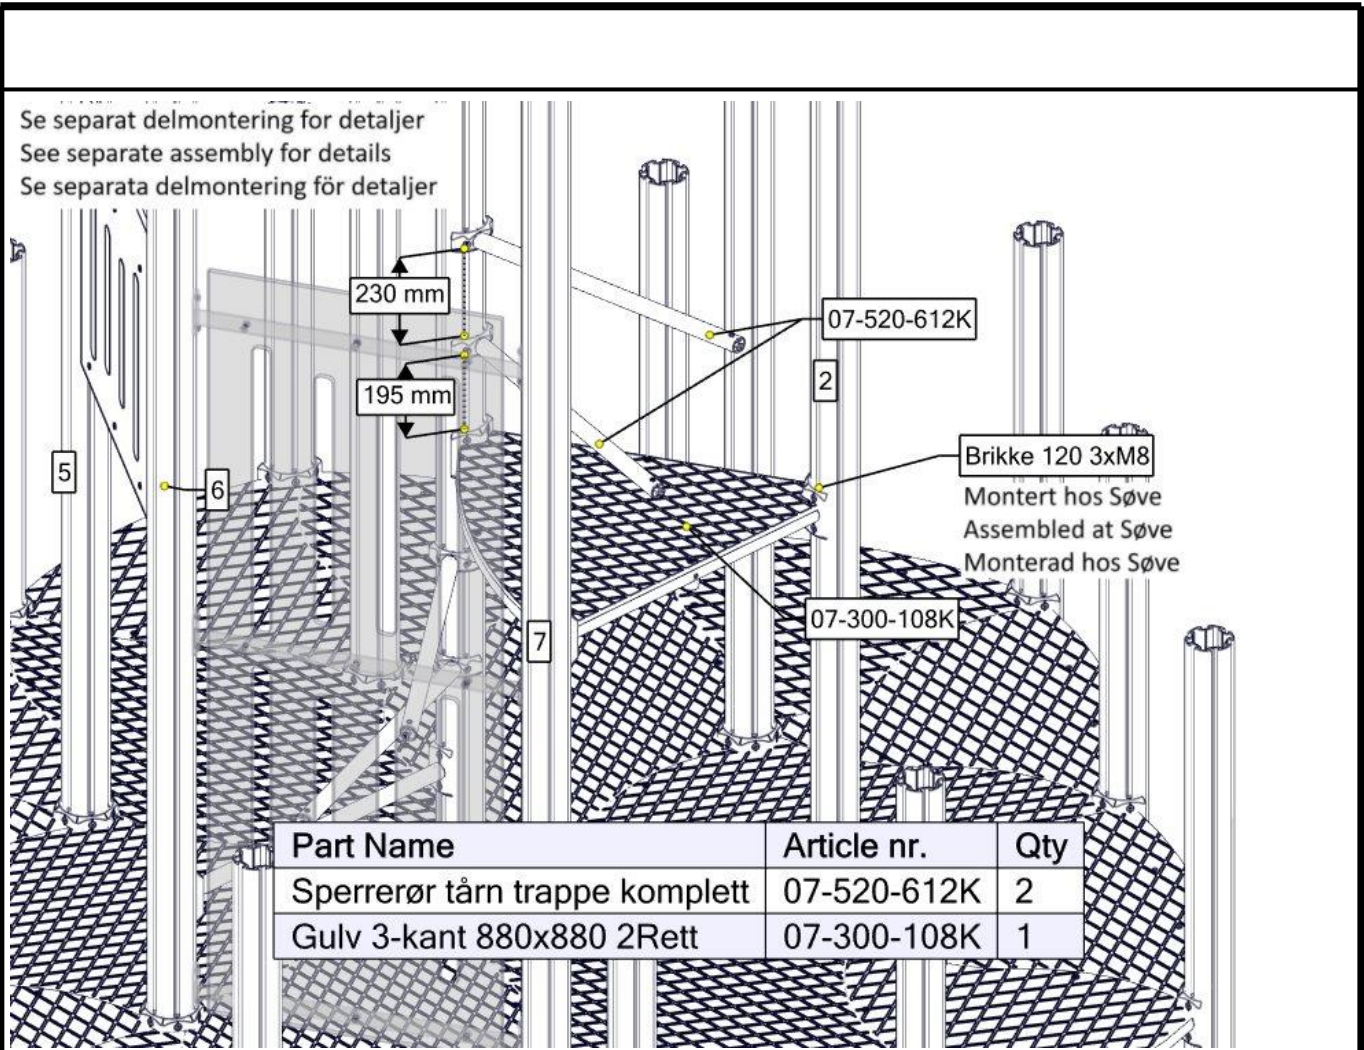 Se separat delmontering for detaljer
See separate assembly for details
Se separata delmontering för detaljer
230 mm
07-520-612K
195 mm
2
5
6
Brikke 120 3xM8
Montert hos Søve
Assembled at Søve
Monterad hos Søve
07-300-108K
7
Part Name Article nr. Qty
Sperrerør tårn trappe komplett 07-520-612K 2
Gulv 3-kant 880x880 2Rett 07-300-108K 1